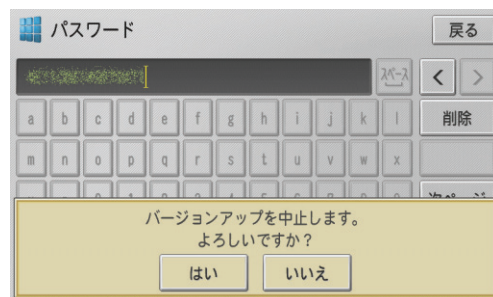 パスワード
戻る
スペース
< >
a b c d e f g h i j k l
削除
m n o p q r s t u v w x
バージョンアップを中止します。
よろしいですか？
はい いいえ